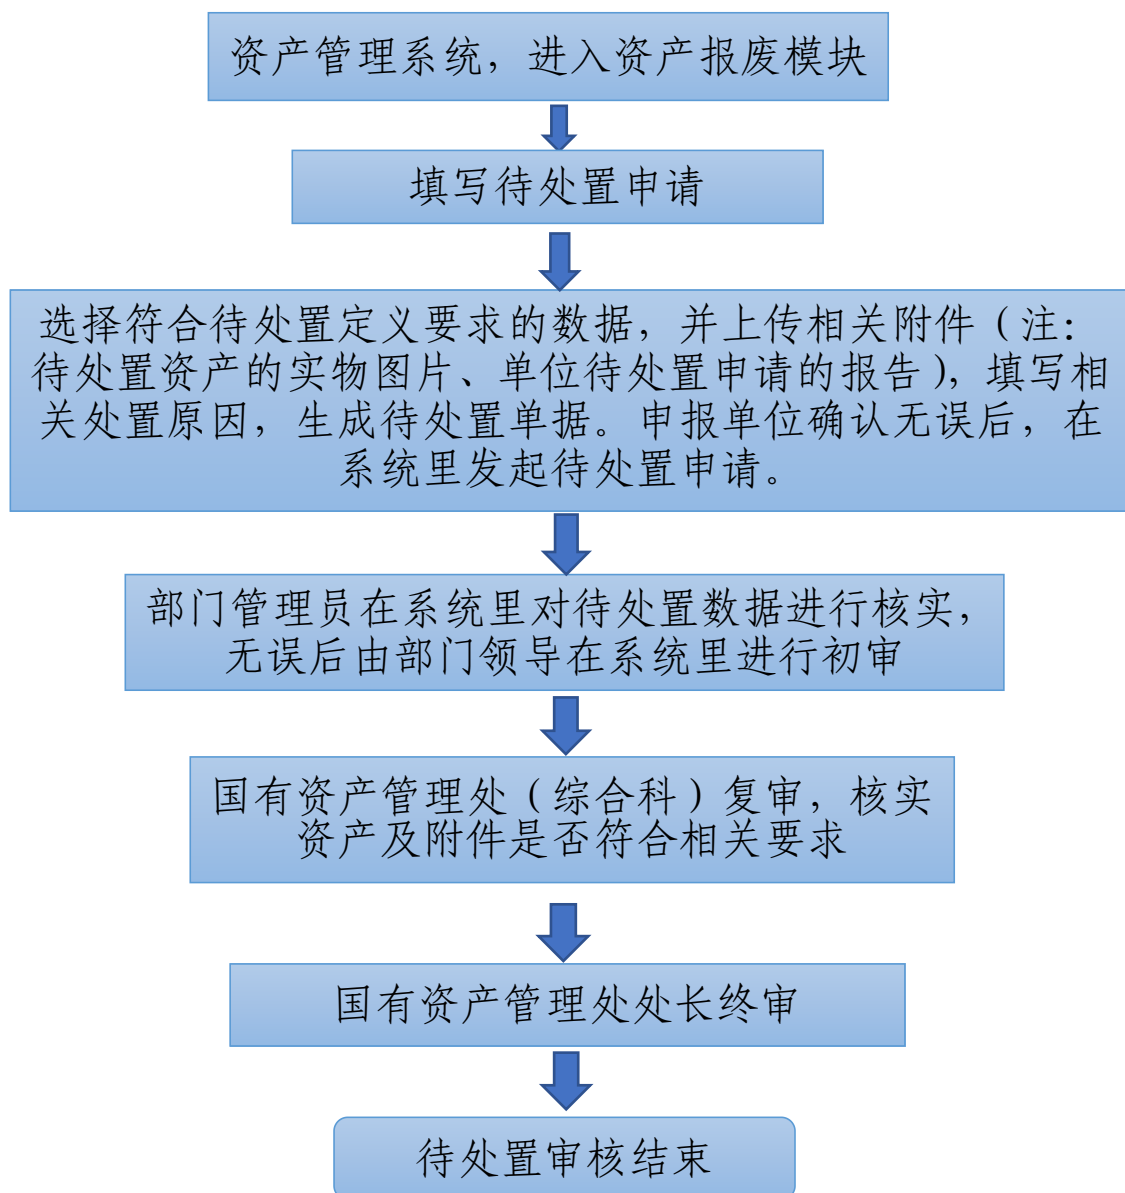 资产管理系统，进入资产报废模块
填写待处置申请
选择符合待处置定义要求的数据，并上传相关附件（注：
待处置资产的实物图片、单位待处置申请的报告），填写相
关处置原因，生成待处置单据。申报单位确认无误后，在
系统里发起待处置申请。
部门管理员在系统里对待处置数据进行核实，
无误后由部门领导在系统里进行初审
国有资产管理处（综合科）复审，核实
资产及附件是否符合相关要求
国有资产管理处处长终审
待处置审核结束